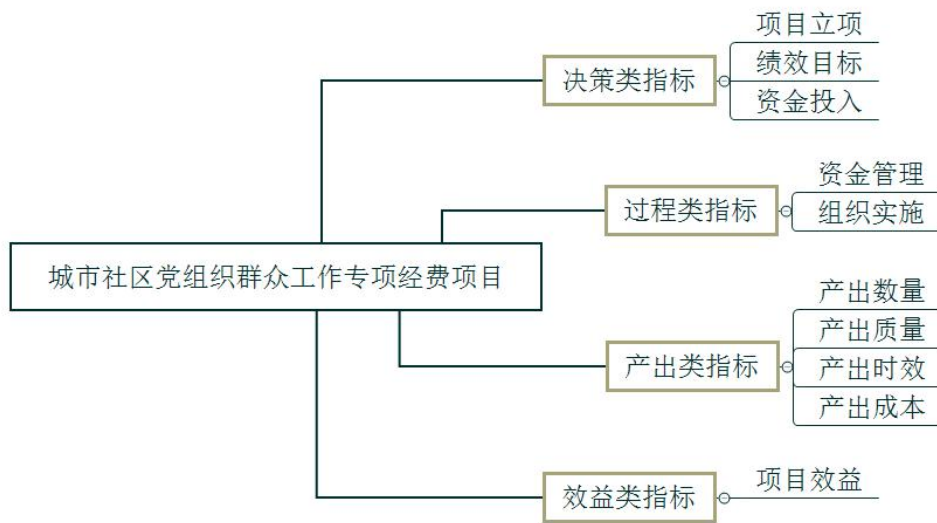 项目立项
决策类指标
绩效目标
资金投入
资金管理
过程类指标
组织实施
城市社区党组织群众工作专项经费项目
产出数量
产出质量
产出类指标
产出时效
产出成本
效益类指标
项目效益